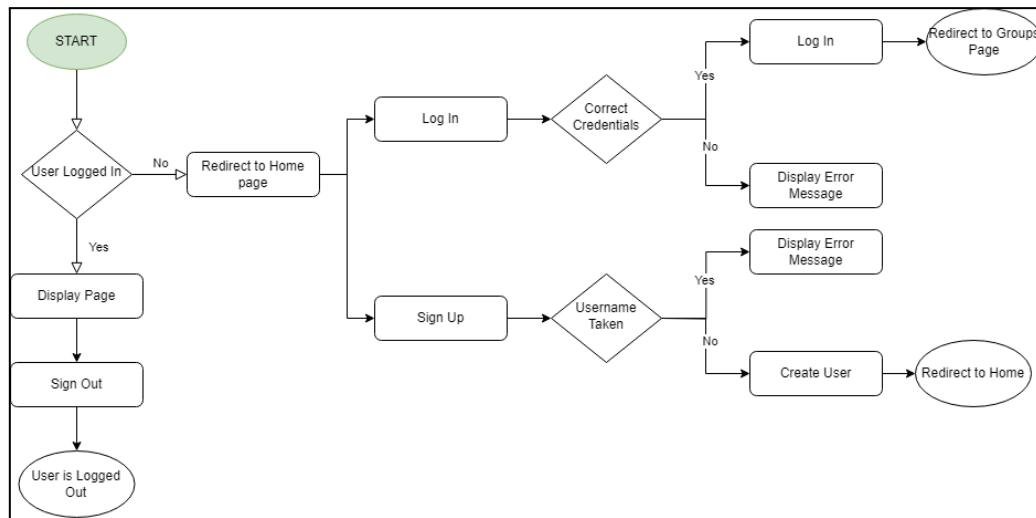 START
User Logged In
No
Redirect to Home
page
Yes
Display Page
Sign Out
User is Logged
Out
Log In
Correct
Credentials
Yes
Log In
Redirect to Groups
Page
No
Display Error
Message
Sign Up
Username
Taken
Yes
Display Error
Message
No
Create User
Redirect to Home